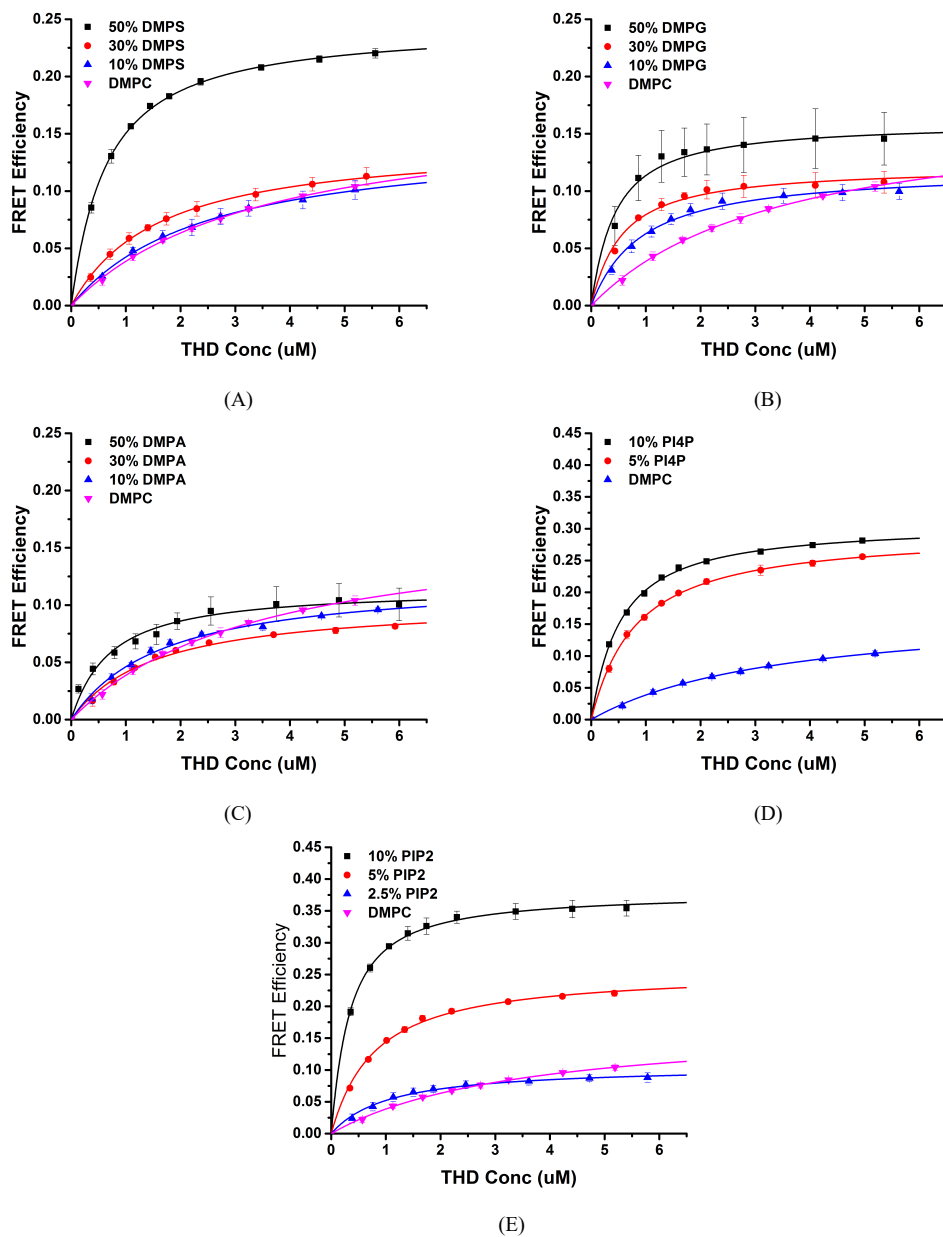 50% DMPS
30% DMPS
10% DMPS
DMPC
FRET Efficiency
0.25
0.20
0.15
0.10
0.05
0.00
0 1 2 3 4 5 6
THD Conc (uM)
(A)
50% DMPG
30% DMPG
10% DMPG
DMPC
FRET Efficiency
0.25
0.20
0.15
0.10
0.05
0.00
0 1 2 3 4 5 6
THD Conc (uM)
(B)
50% DMPA
30% DMPA
10% DMPA
DMPC
FRET Efficiency
0.25
0.20
0.15
0.10
0.05
0.00
0 1 2 3 4 5 6
THD Conc (uM)
(C)
10% PI4P
5% PI4P
DMPC
FRET Efficiency
0.45
0.40
0.35
0.30
0.25
0.20
0.15
0.10
0.05
0.00
0 1 2 3 4 5 6
THD Conc (uM)
(D)
10% PIP2
5% PIP2
2.5% PIP2
DMPC
FRET Efficiency
0.45
0.40
0.35
0.30
0.25
0.20
0.15
0.10
0.05
0.00
0 1 2 3 4 5 6
THD Conc (uM)
(E)